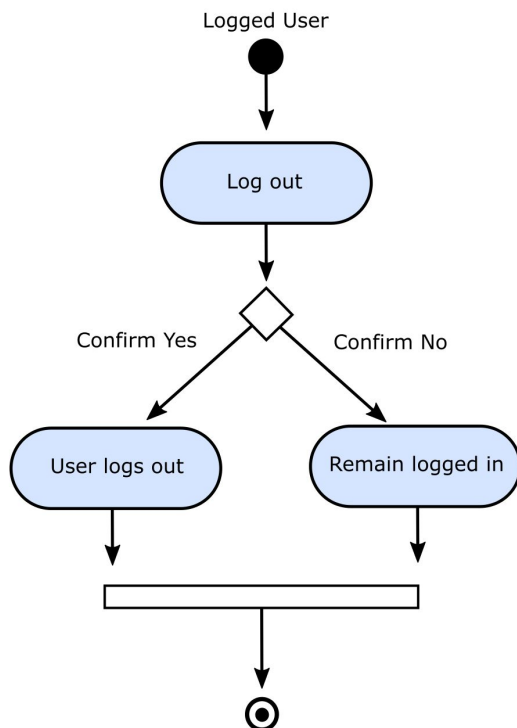 Logged User
Log out
Confirm Yes
Confirm No
User logs out
Remain logged in